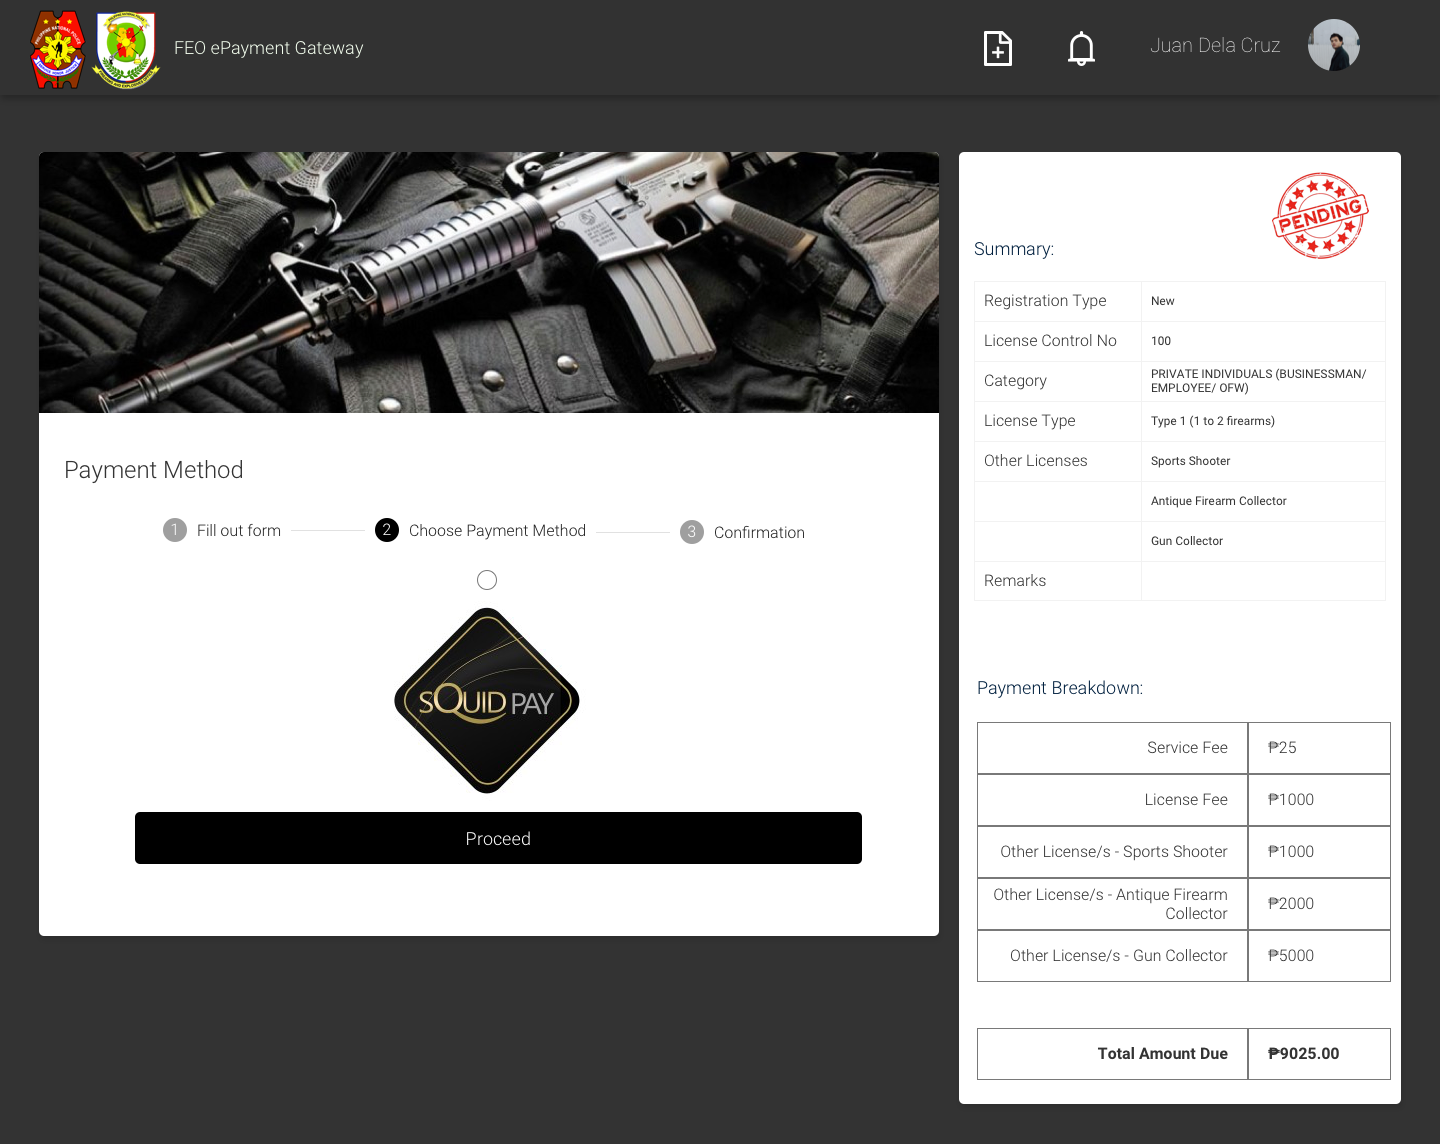 FEO ePayment Gateway
Juan Dela Cruz
PENDING
Summary:
Registration Type New
License Control No 100
Category PRIVATE INDIVIDUALS (BUSINESSMAN/
EMPLOYEE/ OFW)
License Type Type 1 (1 to 2 firearms)
Other Licenses Sports Shooter
Antique Firearm Collector
Gun Collector
Remarks
Payment Method
1 Fill out form
2 Choose Payment Method
3 Confirmation
SQUID PAY
Proceed
Payment Breakdown:
Service Fee ₱25
License Fee ₱1000
Other License/s - Sports Shooter ₱1000
Other License/s - Antique Firearm
Collector ₱2000
Other License/s - Gun Collector ₱5000
Total Amount Due ₱9025.00